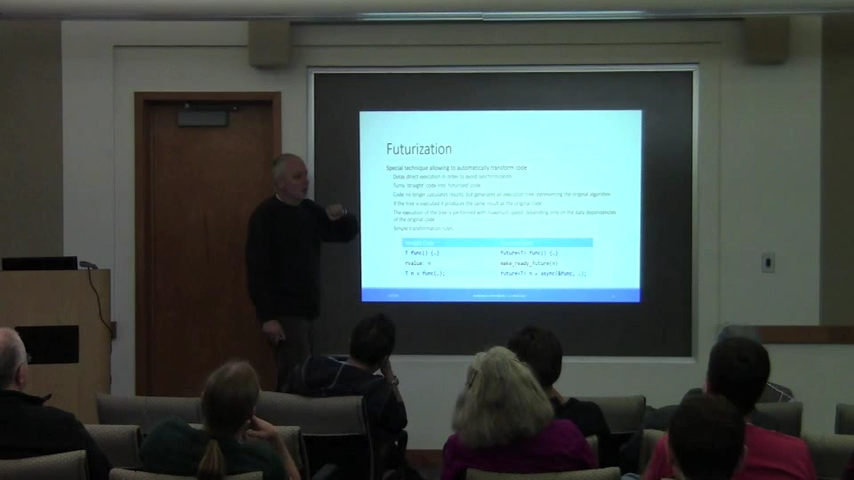 Futurization
Special technique allowing to automatically transform code
Delay direct execution in order to avoid synchronization
Turns 'straight' code into 'futurized' code
Code no longer calculates results, but generates an execution tree representing the original algorithm
If the tree is executed it produces the same result as the original code
The execution of the tree is performed with maximum speed, depending only on the data dependencies
of the original code
Simple transformation rules:
T func() {…} future<T> func() {…}
rvalue: n make_ready_future(n)
T n = func(…); future<T> n = async(&func, …);